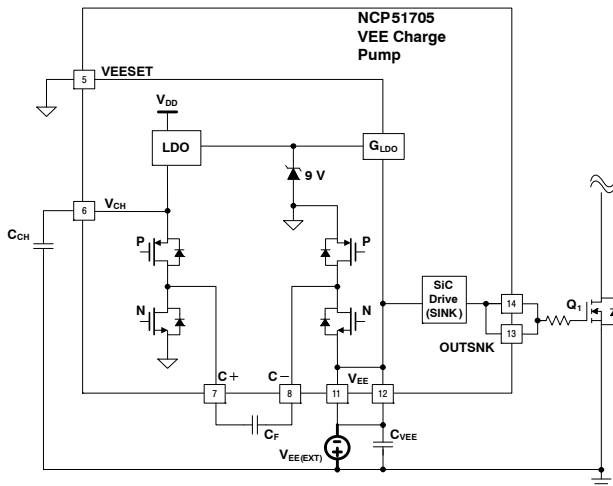 NCP51705
VEE Charge
Pump
5
VEESET
VDD
LDO
GLDO
9 V
6
VCH
CCH
P
P
N
N
SiC
Drive
(SINK)
14
13
OUTSNK
Q1
C+
C−
VEE
7
8
11
12
CF
VEE(EXT)
CVEE